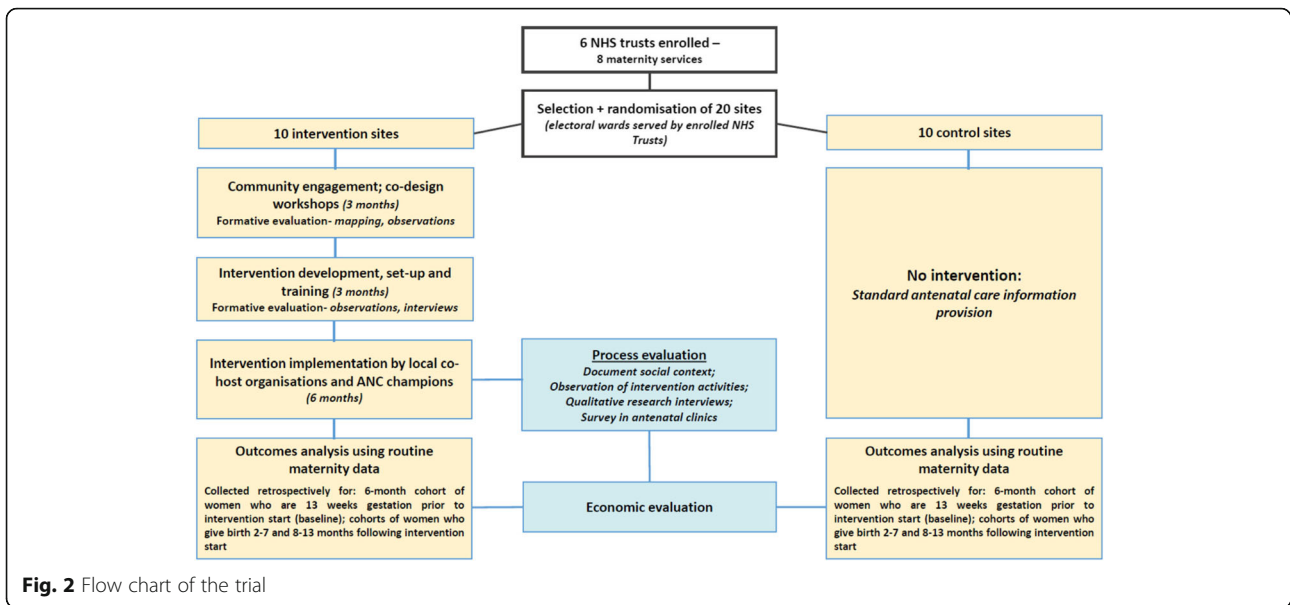 6 NHS trusts enrolled –
8 maternity services
Selection + randomisation of 20 sites
(electoral wards served by enrolled NHS
Trusts)
10 intervention sites
10 control sites
Community engagement; co-design
workshops (3 months)
Formative evaluation- mapping, observations
Intervention development, set-up and
training (3 months)
Formative evaluation- observations, interviews
No intervention:
Standard antenatal care information
provision
Intervention implementation by local co-
host organisations and ANC champions
(6 months)
Process evaluation
Document social context;
Observation of intervention activities;
Qualitative research interviews;
Survey in antenatal clinics
Outcomes analysis using routine
maternity data
Collected retrospectively for: 6-month cohort of
women who are 13 weeks gestation prior to
intervention start (baseline); cohorts of women who
give birth 2-7 and 8-13 months following intervention
start
Economic evaluation
Outcomes analysis using routine
maternity data
Collected retrospectively for: 6-month cohort of
women who are 13 weeks gestation prior to
intervention start (baseline); cohorts of women who
give birth 2-7 and 8-13 months following intervention
start
Fig. 2 Flow chart of the trial